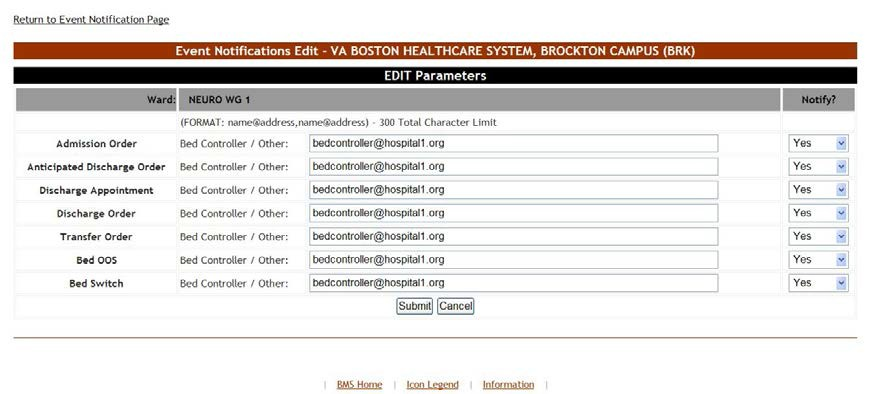 Return to Event Notification Page
Event Notifications Edit - VA BOSTON HEALTHCARE SYSTEM, BROCKTON CAMPUS (BRK)
EDIT Parameters
Ward: NEURO WG 1 Notify?
(FORMAT: name@address,name@address) - 300 Total Character Limit
Admission Order Bed Controller / Other: bedcontroller@hospital1.org Yes
Anticipated Discharge Order Bed Controller / Other: bedcontroller@hospital1.org Yes
Discharge Appointment Bed Controller / Other: bedcontroller@hospital1.org Yes
Discharge Order Bed Controller / Other: bedcontroller@hospital1.org Yes
Transfer Order Bed Controller / Other: bedcontroller@hospital1.org Yes
Bed OOS Bed Controller / Other: bedcontroller@hospital1.org Yes
Bed Switch Bed Controller / Other: bedcontroller@hospital1.org Yes
Submit Cancel
| BMS Home | Icon Legend | Information |